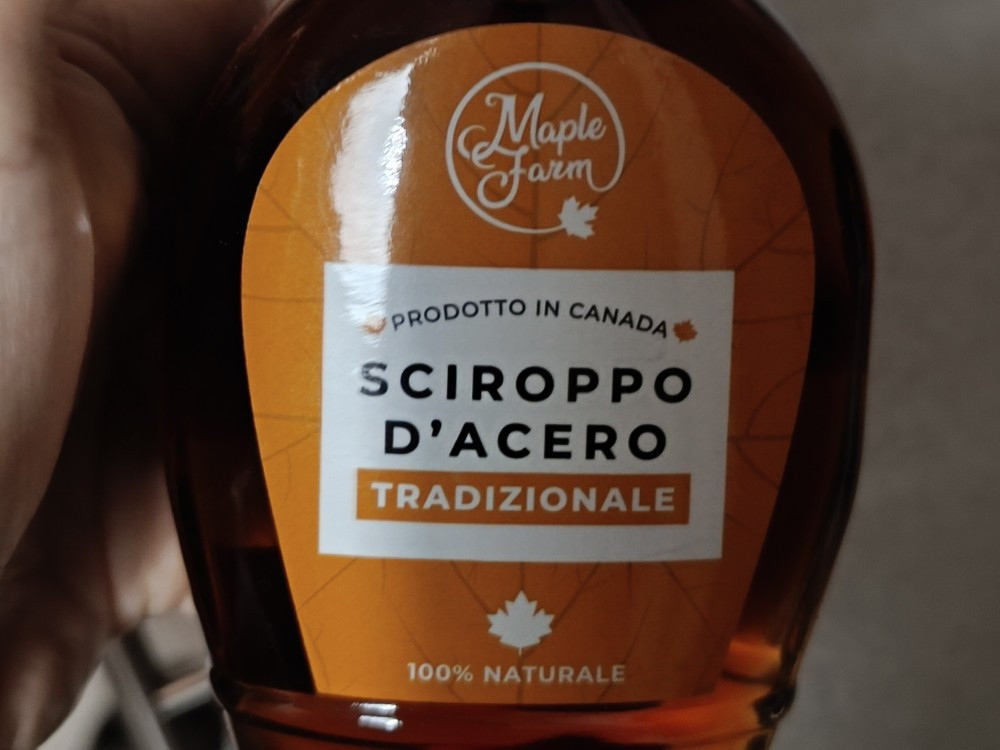 Maple
Farm
PRODOTTO IN CANADA
SCIROPPO
D'ACERO
TRADIZIONALE
100% NATURALE